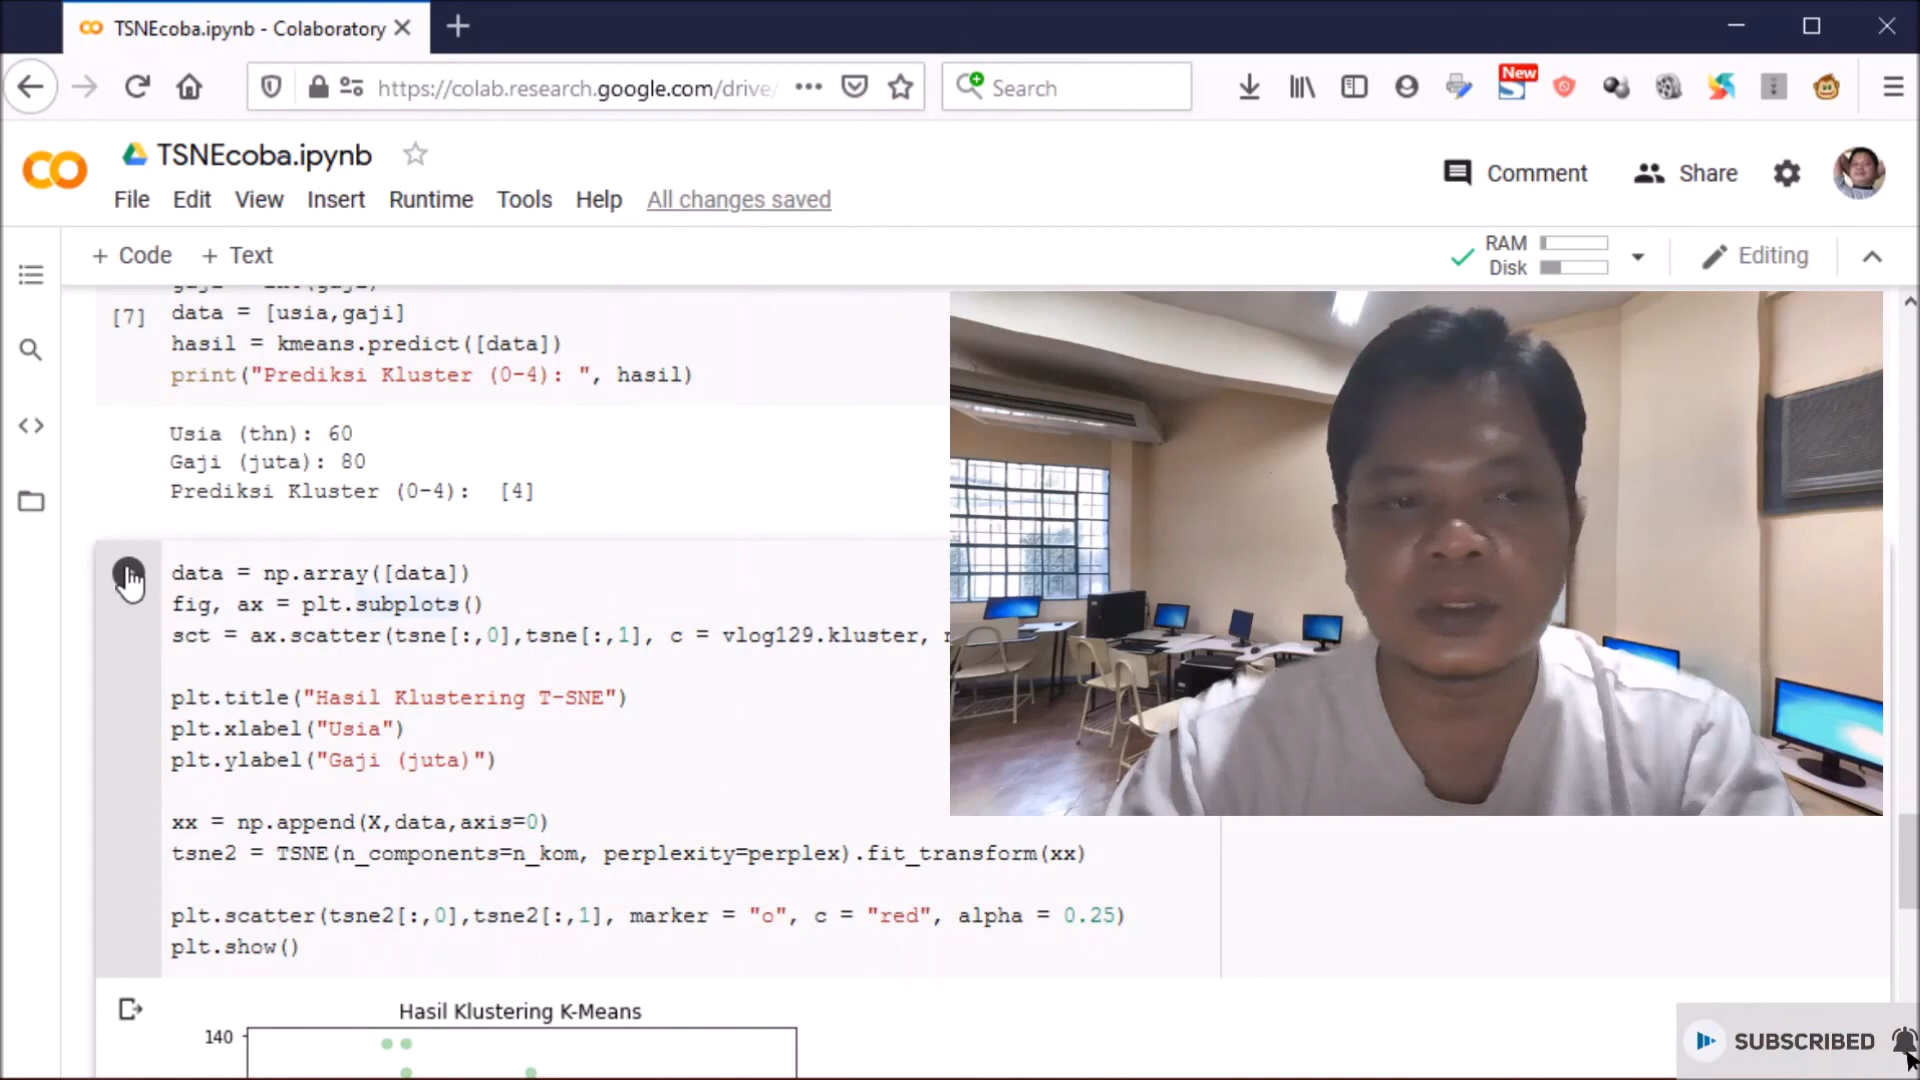 TSNEcoba.ipynb - Colaboratory
https://colab.research.google.com/drive/
Search
New
TSNEcoba.ipynb
Comment
Share
File Edit View Insert Runtime Tools Help All changes saved
+ Code + Text
RAM
Disk
Editing
[7]
data = [usia,gaji]
hasil = kmeans.predict([data])
print("Prediksi Kluster (0-4): ", hasil)
Usia (thn): 60
Gaji (juta): 80
Prediksi Kluster (0-4):  [4]
data = np.array([data])
fig, ax = plt.subplots()
sct = ax.scatter(tsne[:,0],tsne[:,1], c = vlog129.kluster,
plt.title("Hasil Klustering T-SNE")
plt.xlabel("Usia")
plt.ylabel("Gaji (juta)")
xx = np.append(X,data,axis=0)
tsne2 = TSNE(n_components=n_kom, perplexity=perplex).fit_transform(xx)
plt.scatter(tsne2[:,0],tsne2[:,1], marker = "o", c = "red", alpha = 0.25)
plt.show()
Hasil Klustering K-Means
140
SUBSCRIBED